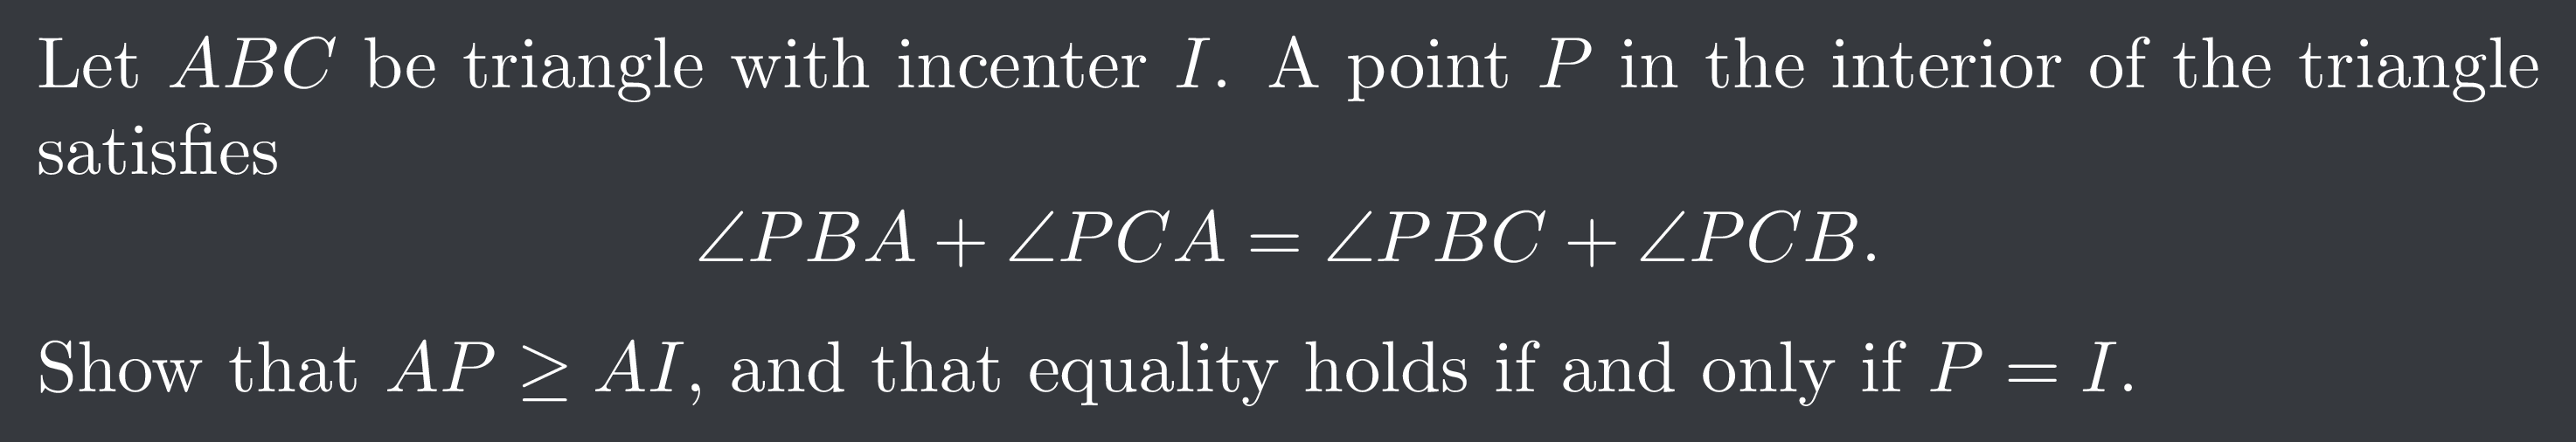 Let ABC be triangle with incenter I. A point P in the interior of the triangle
satisfies
∠PBA + ∠PCA = ∠PBC + ∠PCB.
Show that AP ≥ AI, and that equality holds if and only if P = I.